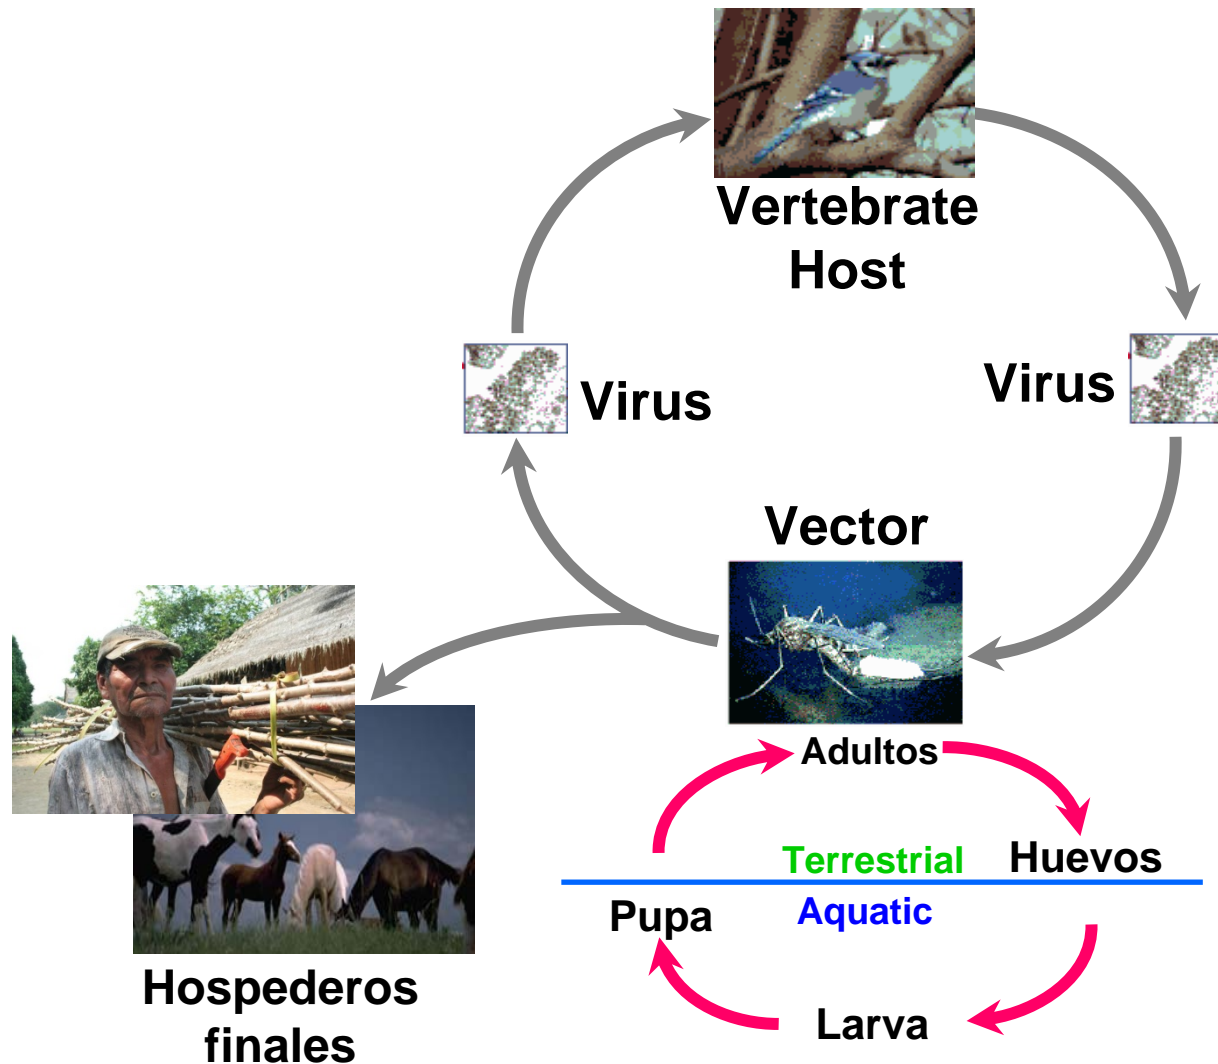 Vertebrate
Host
Virus
Virus
Vector
Adultos
Terrestrial
Huevos
Aquatic
Pupa
Larva
Hospederos
finales